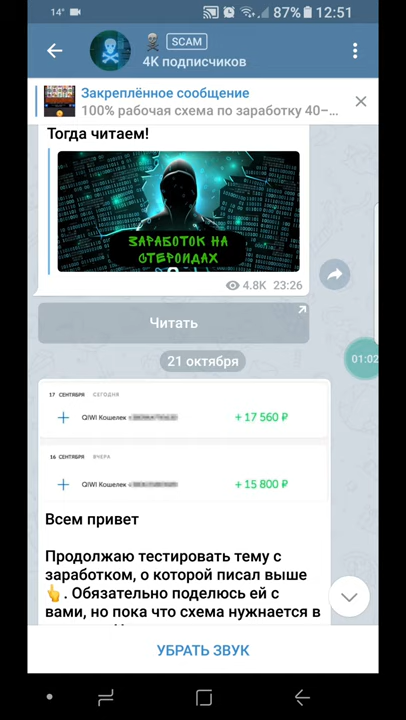 14°
87% 12:51
SCAM
4К подписчиков
Закреплённое сообщение
100% рабочая схема по заработку 40–...
Тогда читаем!
ЗАРАБОТОК НА
СТЕРОИДАХ
4.8K 23:26
Читать
01:02
21 октября
17 СЕНТЯБРЯ СЕГОДНЯ
QIWI Кошелек
+ 17 560 ₽
16 СЕНТЯБРЯ ВЧЕРА
QIWI Кошелек
+ 15 800 ₽
Всем привет
Продолжаю тестировать тему с
заработком, о которой писал выше
👆. Обязательно поделюсь ей с
вами, но пока что схема нужнается в
УБРАТЬ ЗВУК